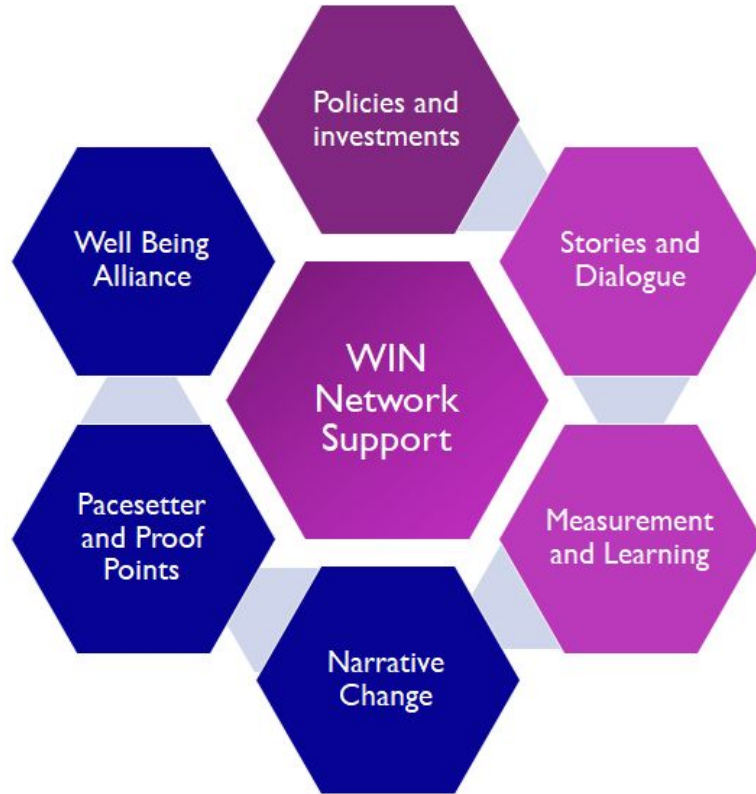 Policies and
investments
Well Being
Alliance
Stories and
Dialogue
WIN
Network
Support
Pacesetter
and Proof
Points
Measurement
and Learning
Narrative
Change